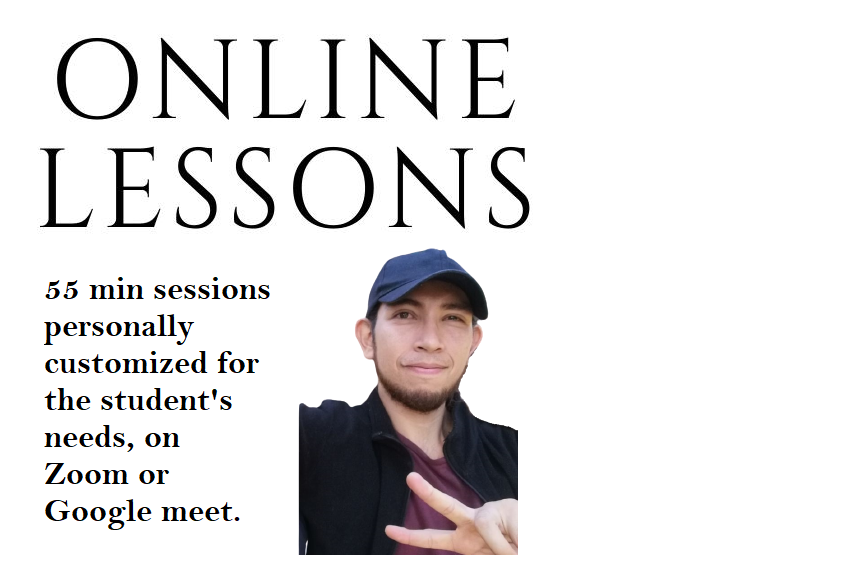 ONLINE
LESSONS
55 min sessions
personally
customized for
the student's
needs, on
Zoom or
Google meet.